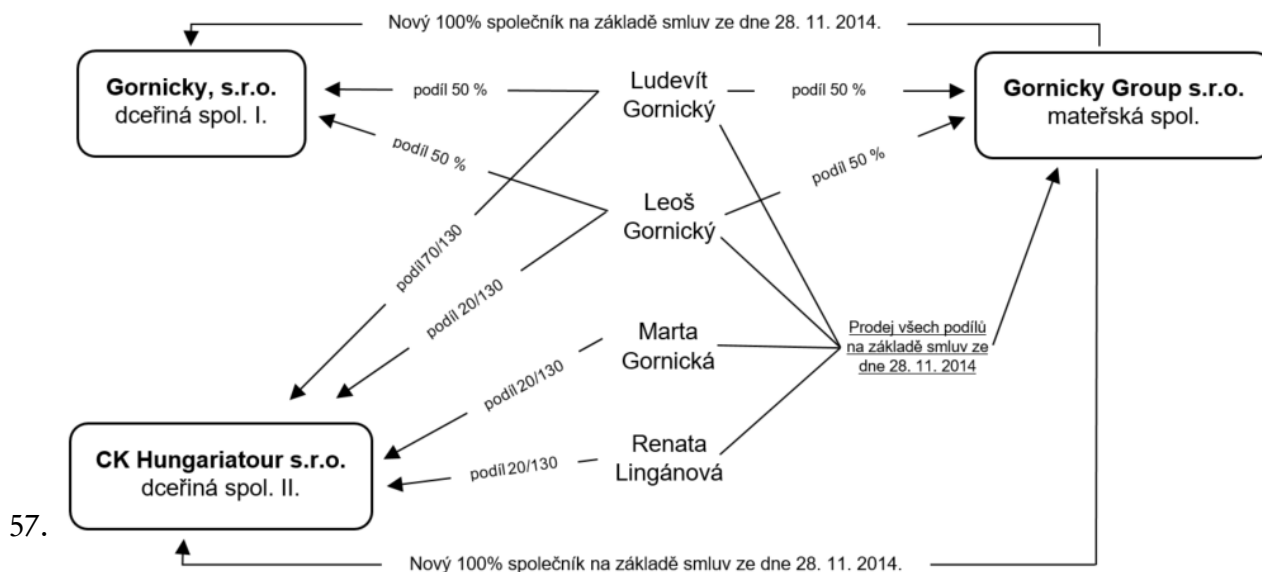 Nový 100% společník na základě smluv ze dne 28. 11. 2014.
Gornicky, s.r.o.
dceřiná spol. I.
podíl 50 %
Ludevít
Gornický
podíl 50 %
Gornicky Group s.r.o.
mateřská spol.
podíl 50 %
podíl 50 %
Leoš
Gornický
podíl 70/130
podíl 20/130
Marta
Gornická
Prodej všech podílů
na základě smluv ze
dne 28. 11. 2014
podíl 20/130
CK Hungariatour s.r.o.
dceřiná spol. II.
podíl 20/130
Renata
Lingánová
57.
Nový 100% společník na základě smluv ze dne 28. 11. 2014.